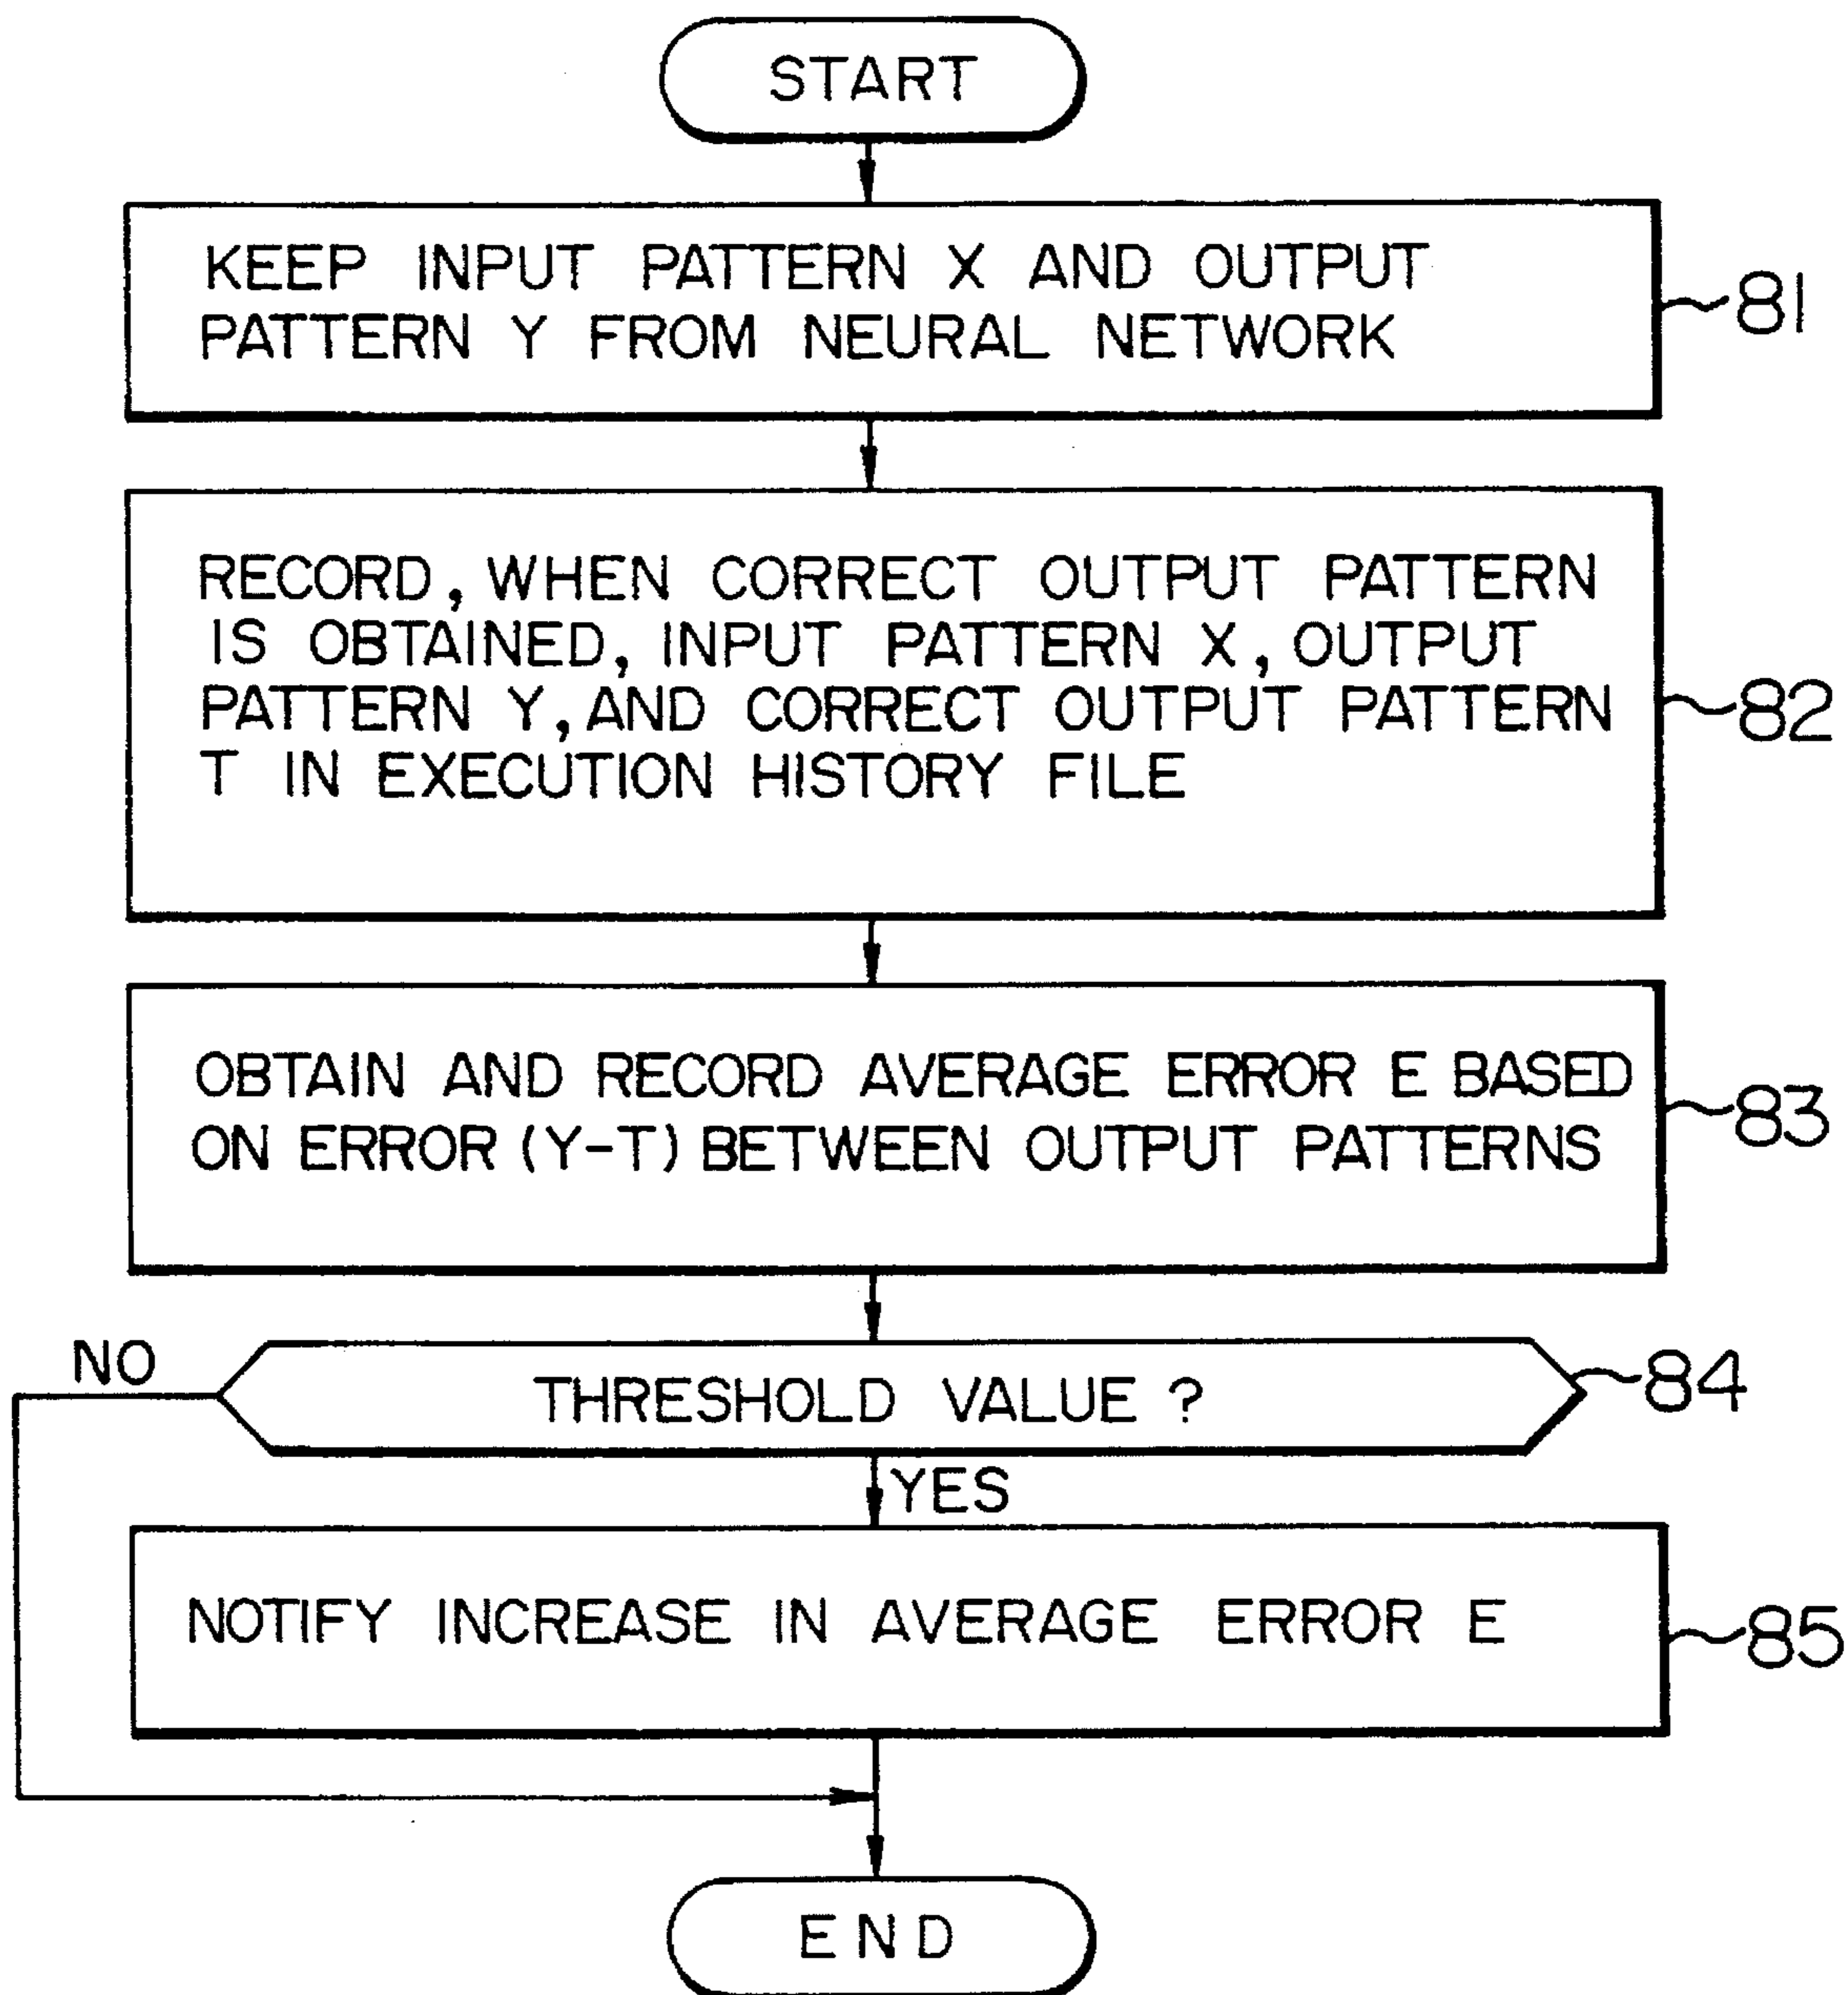 START
KEEP INPUT PATTERN X AND OUTPUT
PATTERN Y FROM NEURAL NETWORK
81
RECORD, WHEN CORRECT OUTPUT PATTERN
IS OBTAINED, INPUT PATTERN X, OUTPUT
PATTERN Y, AND CORRECT OUTPUT PATTERN
T IN EXECUTION HISTORY FILE
82
OBTAIN AND RECORD AVERAGE ERROR E BASED
ON ERROR (Y-T) BETWEEN OUTPUT PATTERNS
83
NO
THRESHOLD VALUE ?
84
YES
NOTIFY INCREASE IN AVERAGE ERROR E
85
END